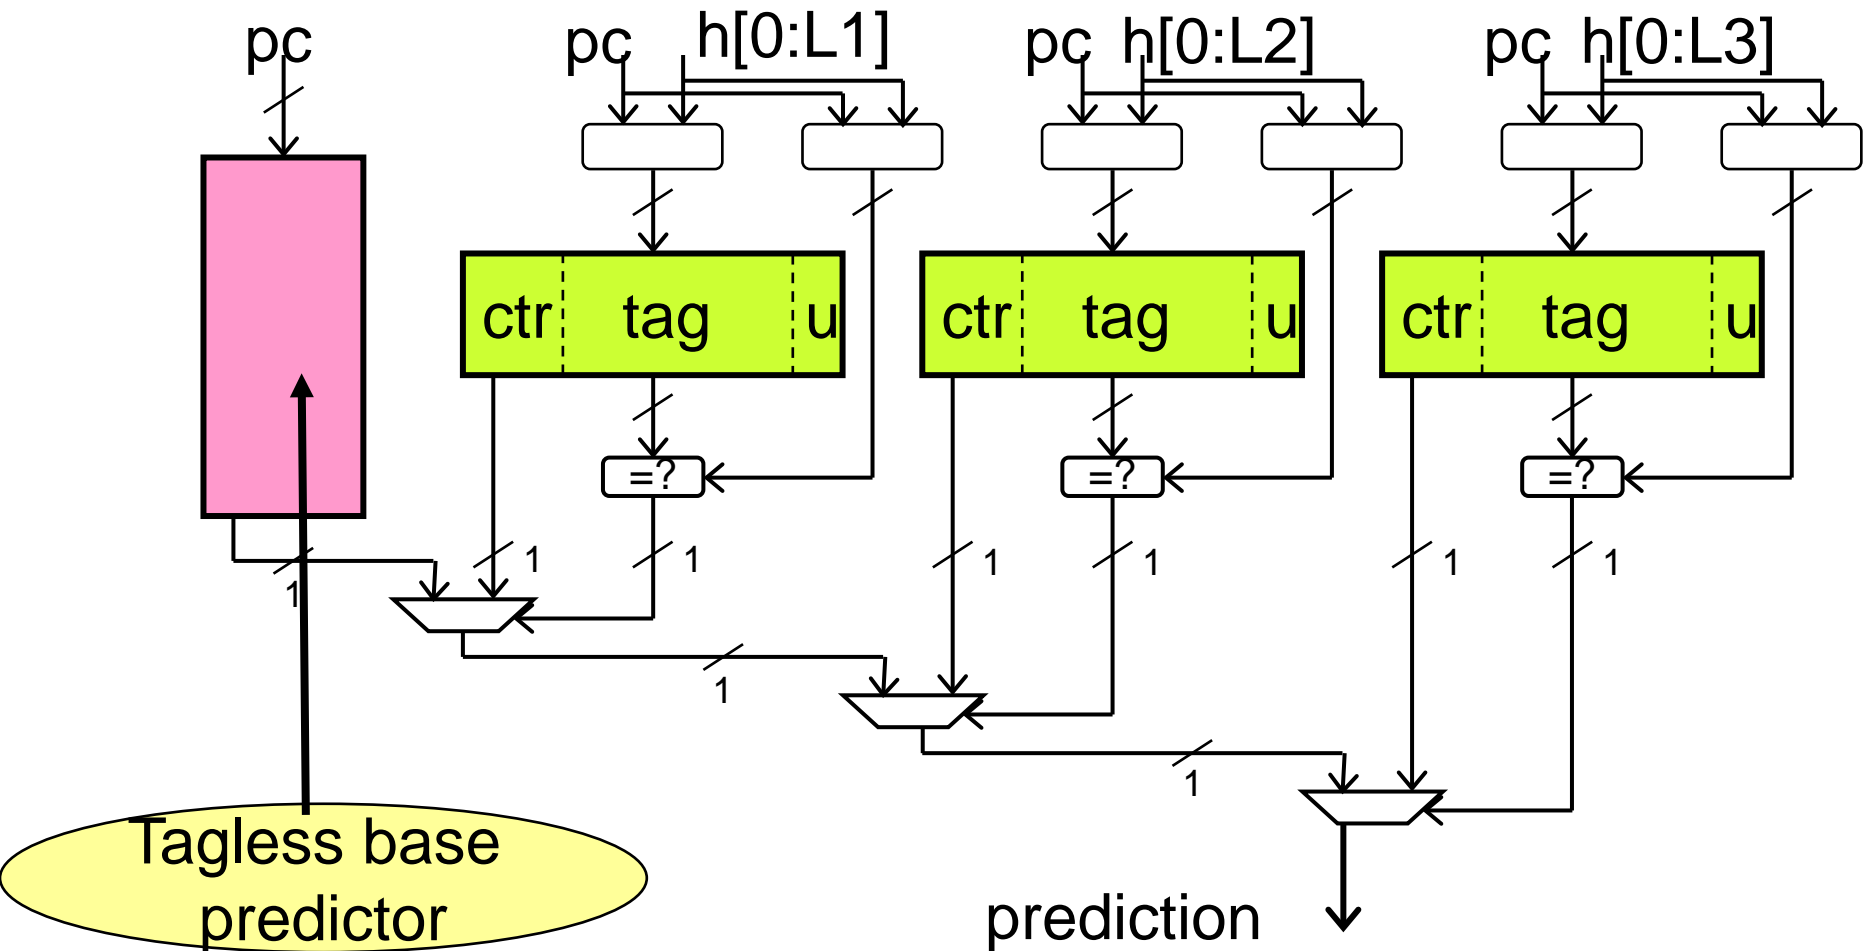 pc pc h[0:L1] pc h[0:L2] pc h[0:L3]
ctr tag u ctr tag u ctr tag u
=? =? =?
1 1 1 1 1 1
1
1
1
Tagless base
predictor
prediction